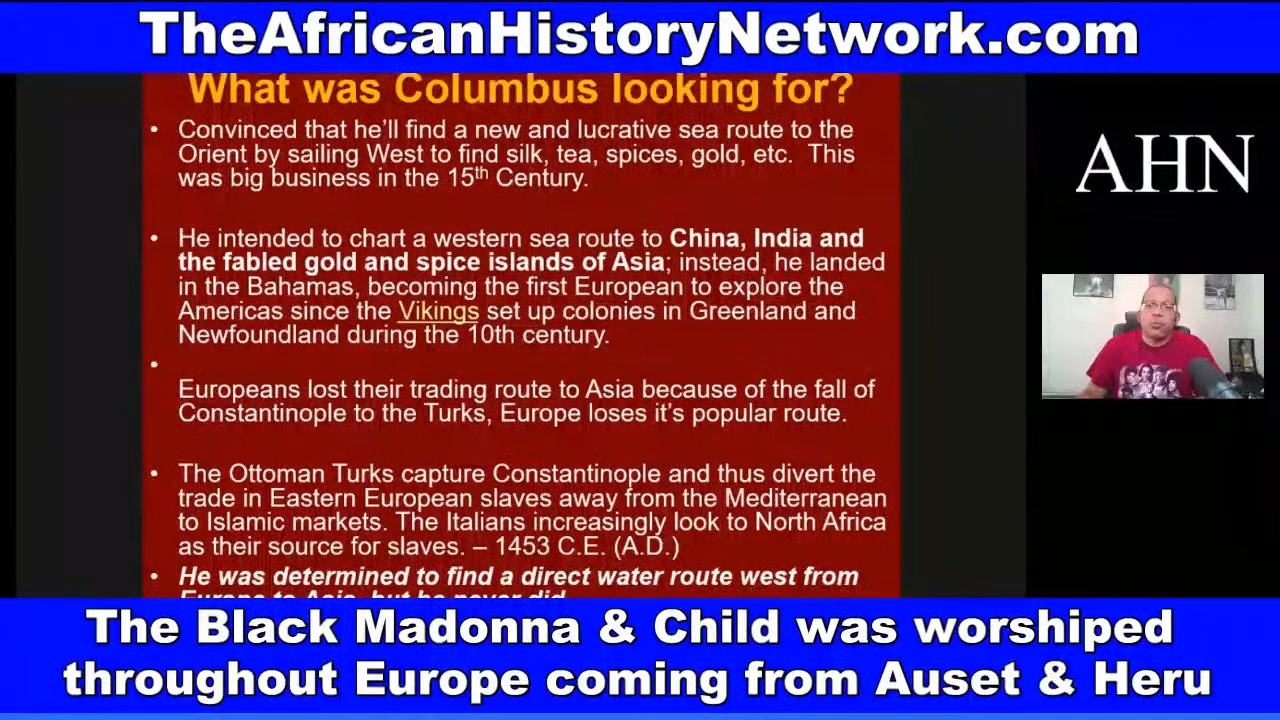 TheAfricanHistoryNetwork.com
What was Columbus looking for?
• Convinced that he'll find a new and lucrative sea route to the
Orient by sailing West to find silk, tea, spices, gold, etc. This
was big business in the 15th Century.
• He intended to chart a western sea route to China, India and
the fabled gold and spice islands of Asia; instead, he landed
in the Bahamas, becoming the first European to explore the
Americas since the Vikings set up colonies in Greenland and
Newfoundland during the 10th century.
•
Europeans lost their trading route to Asia because of the fall of
Constantinople to the Turks, Europe loses it's popular route.
• The Ottoman Turks capture Constantinople and thus divert the
trade in Eastern European slaves away from the Mediterranean
to Islamic markets. The Italians increasingly look to North Africa
as their source for slaves. – 1453 C.E. (A.D.)
• He was determined to find a direct water route west from
Europe to Asia, but he never did
AHN
The Black Madonna & Child was worshiped
throughout Europe coming from Auset & Heru